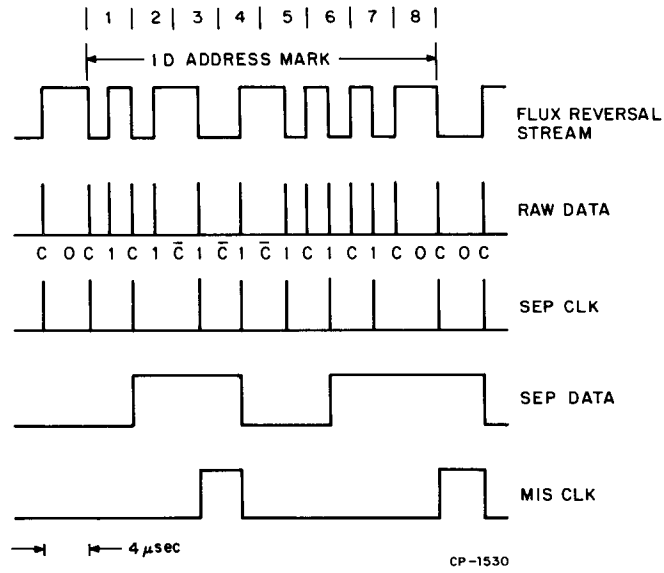 1 2 3 4 5 6 7 8
ID ADDRESS MARK
FLUX REVERSAL
STREAM
RAW DATA
C 0 C 1 C 1 C̄ 1 C̄ 1 C̄ 1 C 1 C 1 C 0 C 0 C
SEP CLK
SEP DATA
MIS CLK
4 μsec
CP-1530